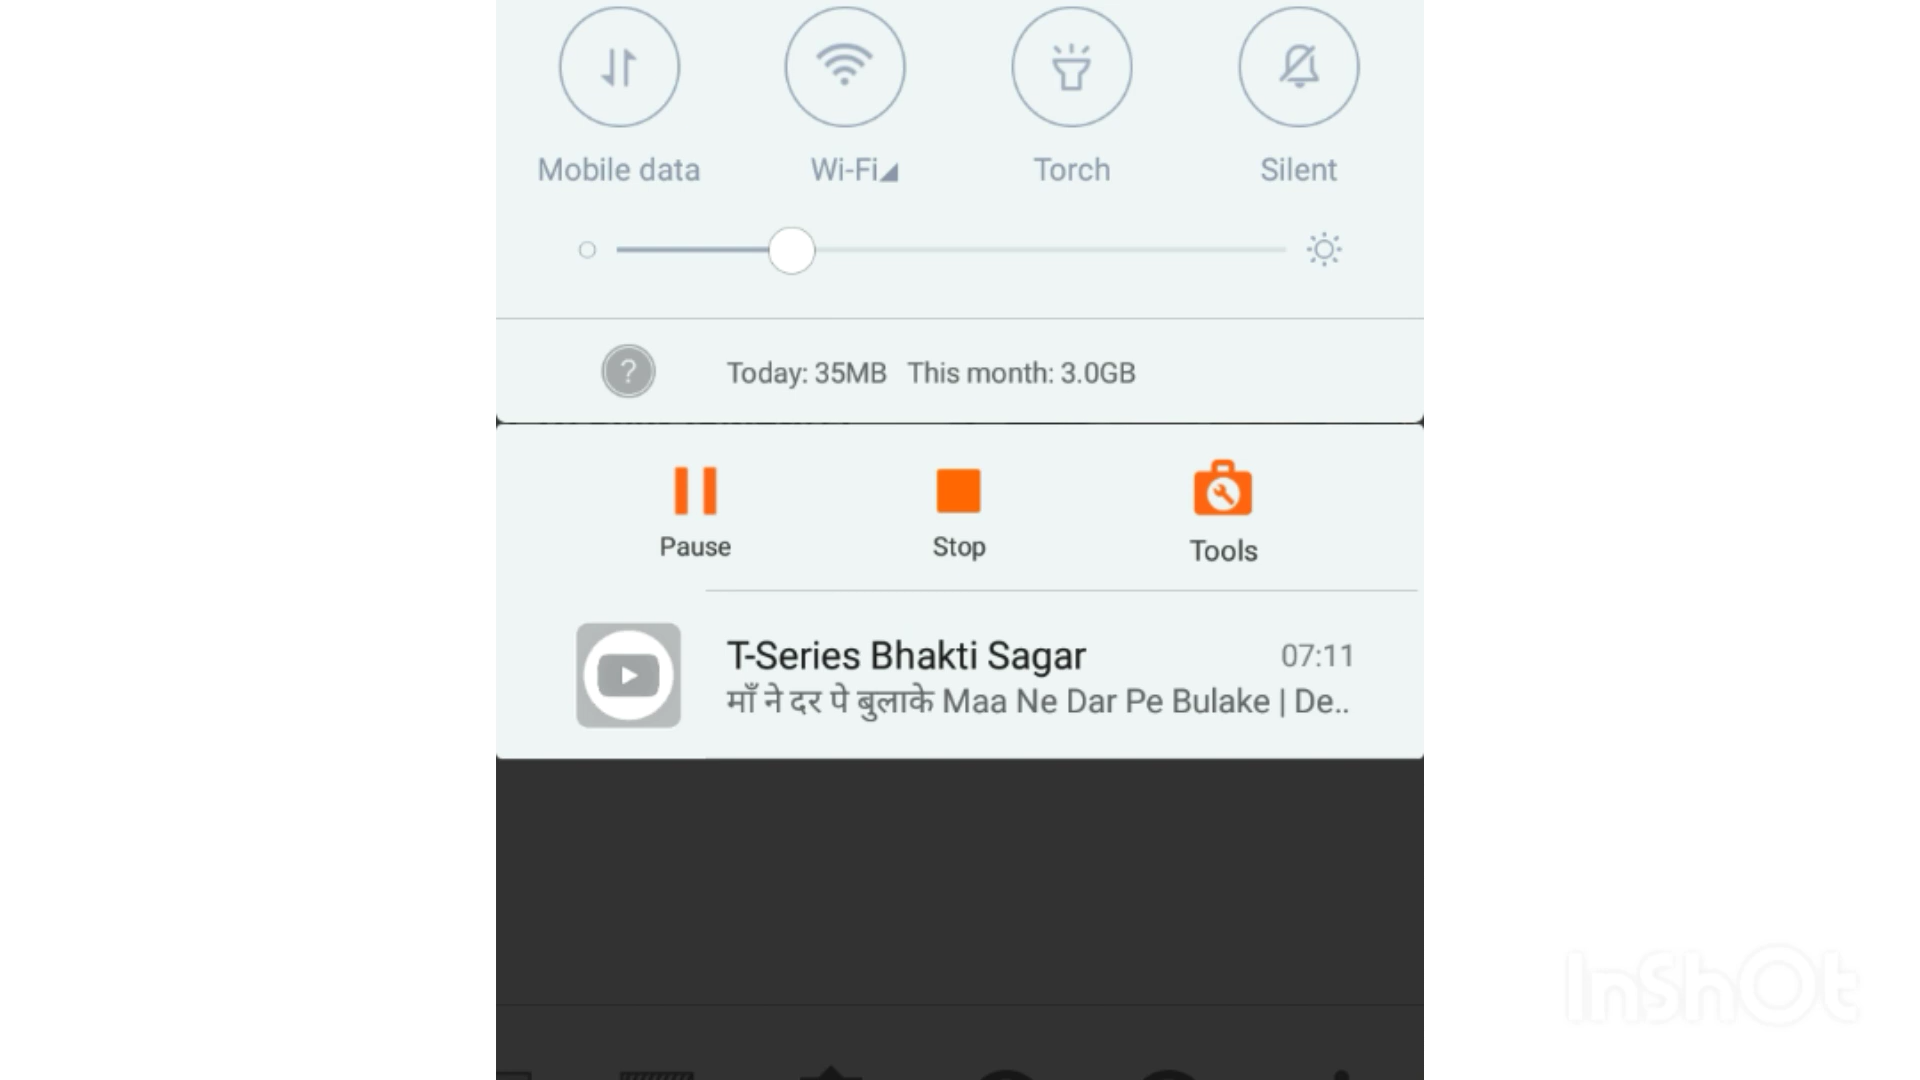 Mobile data Wi-Fi Torch Silent
? Today: 35MB This month: 3.0GB
Pause Stop Tools
T-Series Bhakti Sagar 07:11
माँ ने दर पे बुलाके Maa Ne Dar Pe Bulake | De..
InShOt